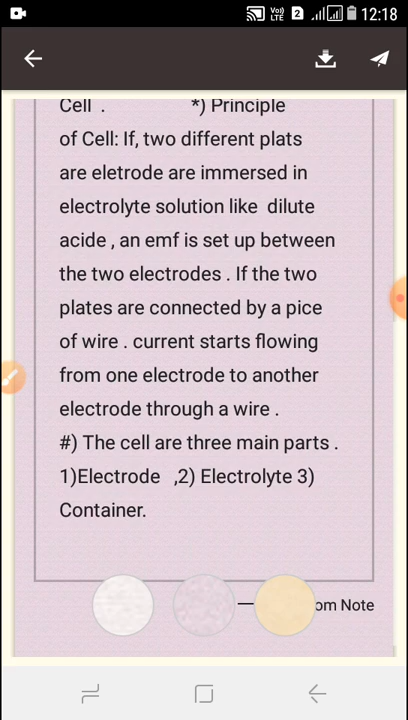 12:18
Cell . *) Principle
of Cell: If, two different plats
are eletrode are immersed in
electrolyte solution like dilute
acide , an emf is set up between
the two electrodes . If the two
plates are connected by a pice
of wire . current starts flowing
from one electrode to another
electrode through a wire .
#) The cell are three main parts .
1)Electrode ,2) Electrolyte 3)
Container.
— om Note